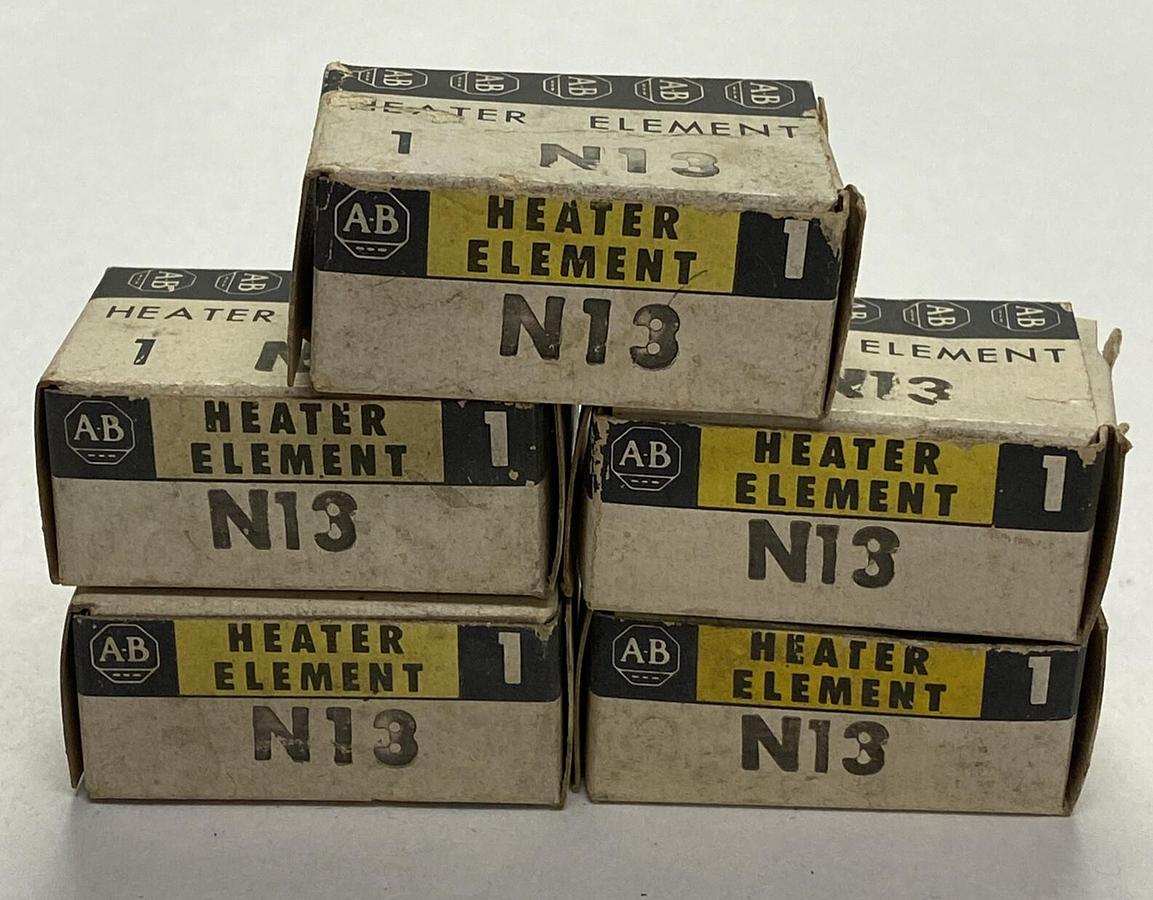 AB AB AB AB AB
HEATER ELEMENT
1 N13
A-B HEATER 1
ELEMENT
N13
AB AB
HEATER
1 N
A-B HEATER 1
ELEMENT
N13
AB AB AB
ELEMENT
N13
A-B HEATER 1
ELEMENT
N13
A-B HEATER 1
ELEMENT
N13
A-B HEATER 1
ELEMENT
N13